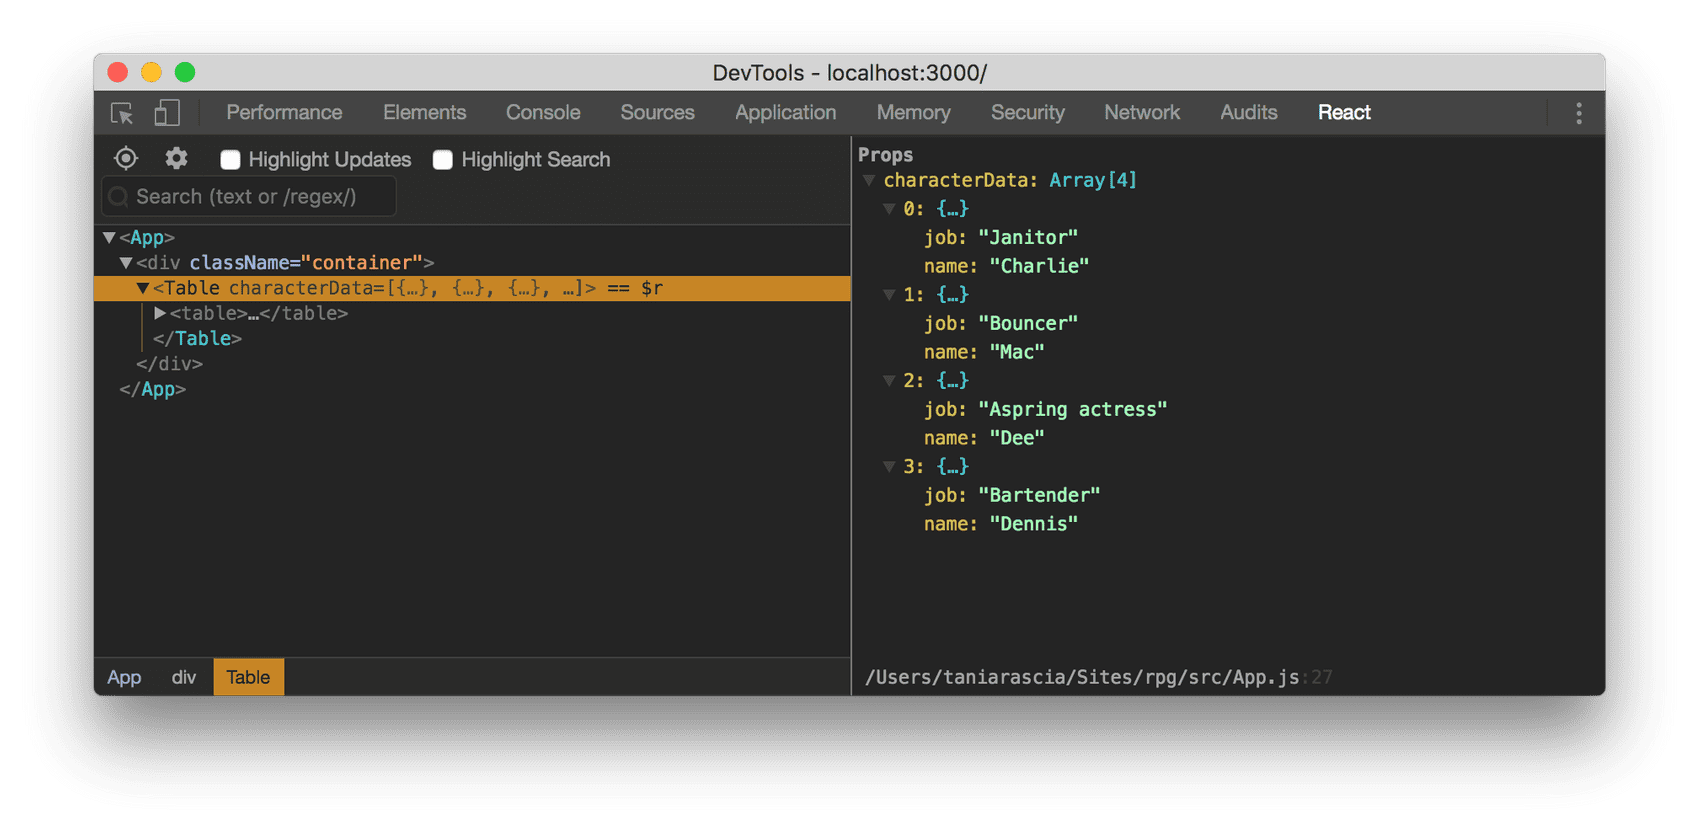 DevTools - localhost:3000/
Performance Elements Console Sources Application Memory Security Network Audits React
Highlight Updates Highlight Search
Search (text or /regex/)
<App>
<div className="container">
<Table characterData=[{…}, {…}, {…}, …]> == $r
<table>…</table>
</Table>
</div>
</App>
App div Table
Props
characterData: Array[4]
0: {…}
job: "Janitor"
name: "Charlie"
1: {…}
job: "Bouncer"
name: "Mac"
2: {…}
job: "Aspring actress"
name: "Dee"
3: {…}
job: "Bartender"
name: "Dennis"
/Users/taniarascia/Sites/rpg/src/App.js:27